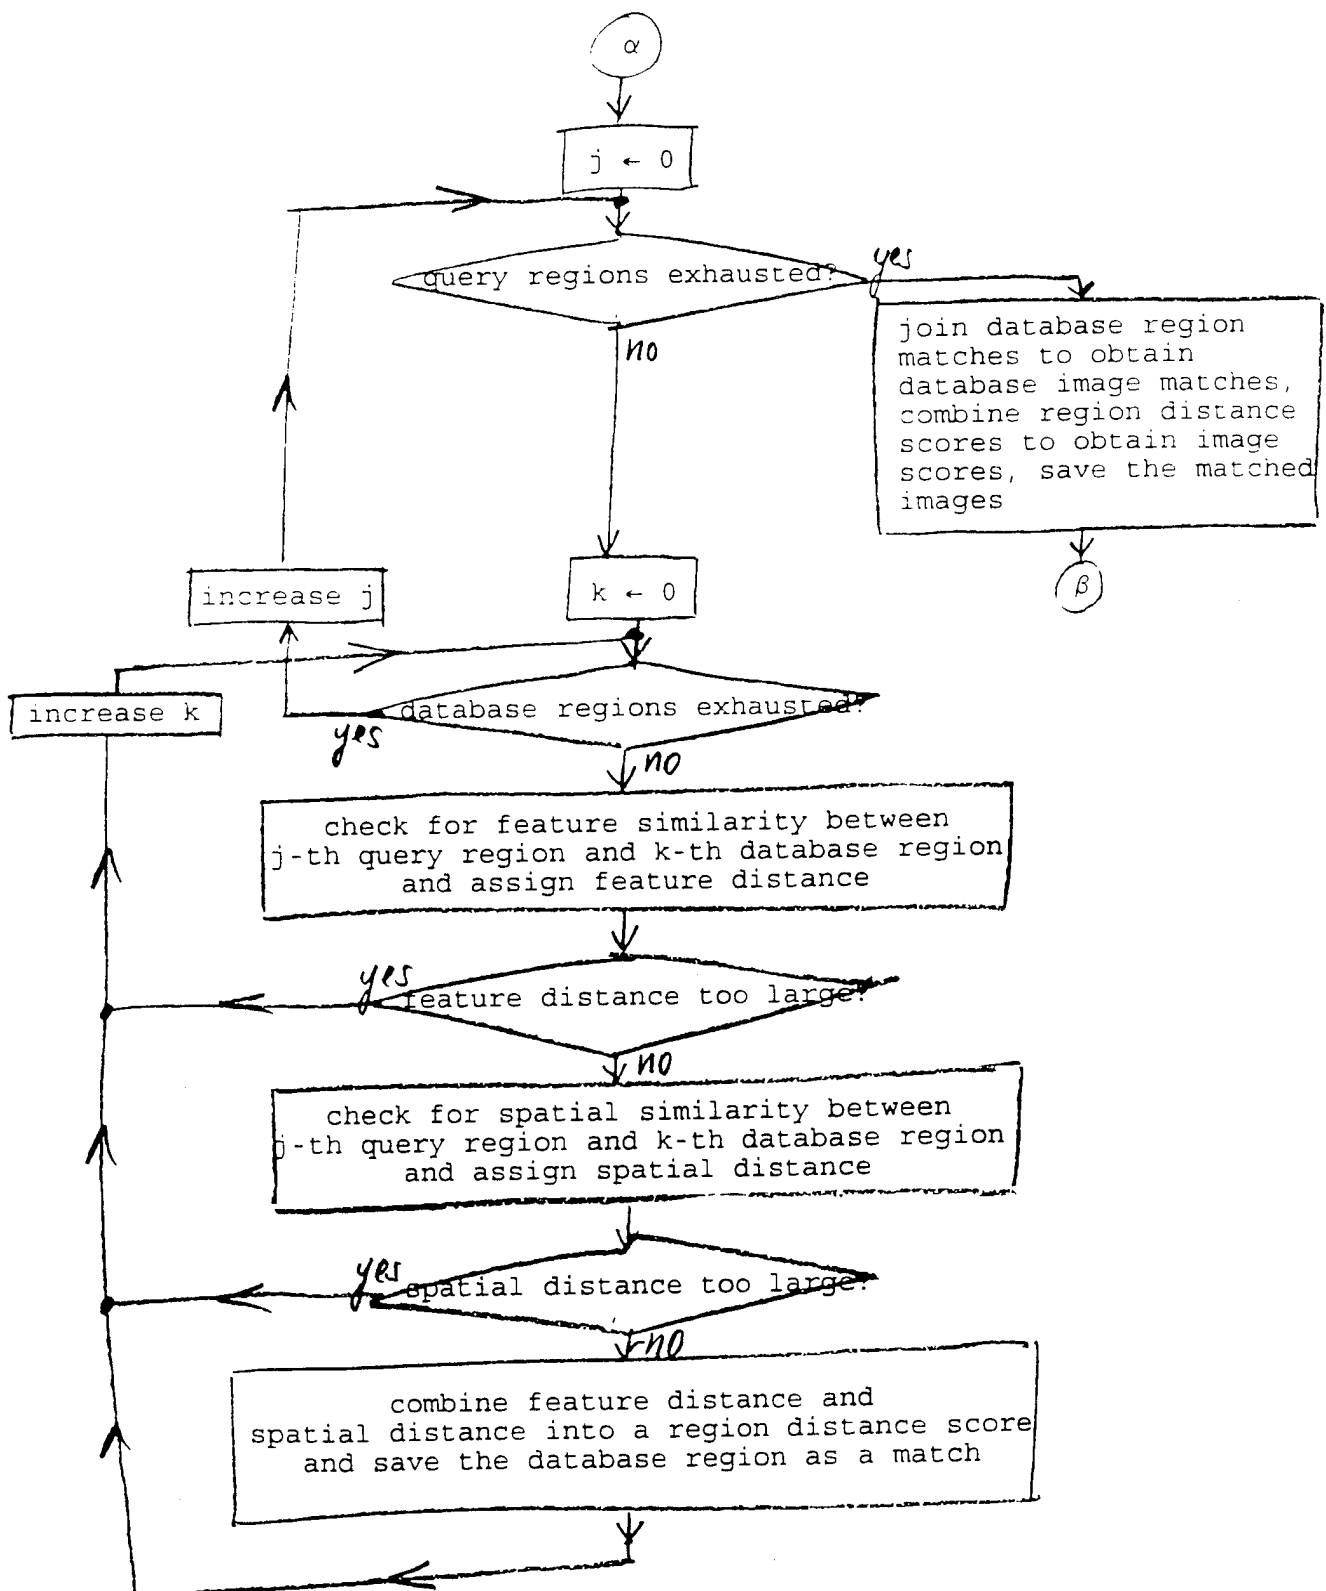 α
j ← 0
query regions exhausted?
yes
no
join database region
matches to obtain
database image matches,
combine region distance
scores to obtain image
scores, save the matched
images
β
increase j
k ← 0
increase k
database regions exhausted?
yes
no
check for feature similarity between
j-th query region and k-th database region
and assign feature distance
yes
feature distance too large?
no
check for spatial similarity between
j-th query region and k-th database region
and assign spatial distance
yes
spatial distance too large?
no
combine feature distance and
spatial distance into a region distance score
and save the database region as a match